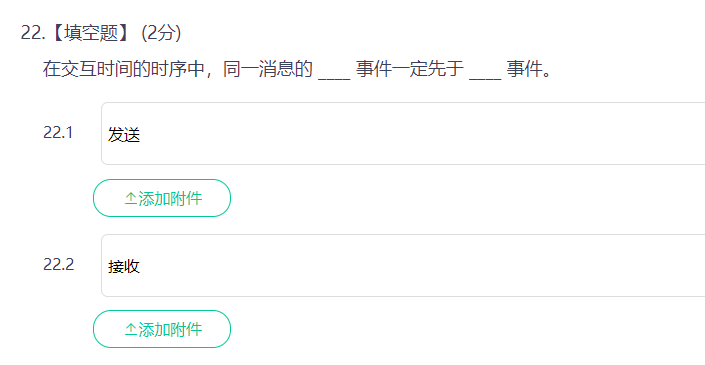 22.【填空题】 (2分)
在交互时间的时序中，同一消息的 ____ 事件一定先于 ____ 事件。
22.1 发送
添加附件
22.2 接收
添加附件